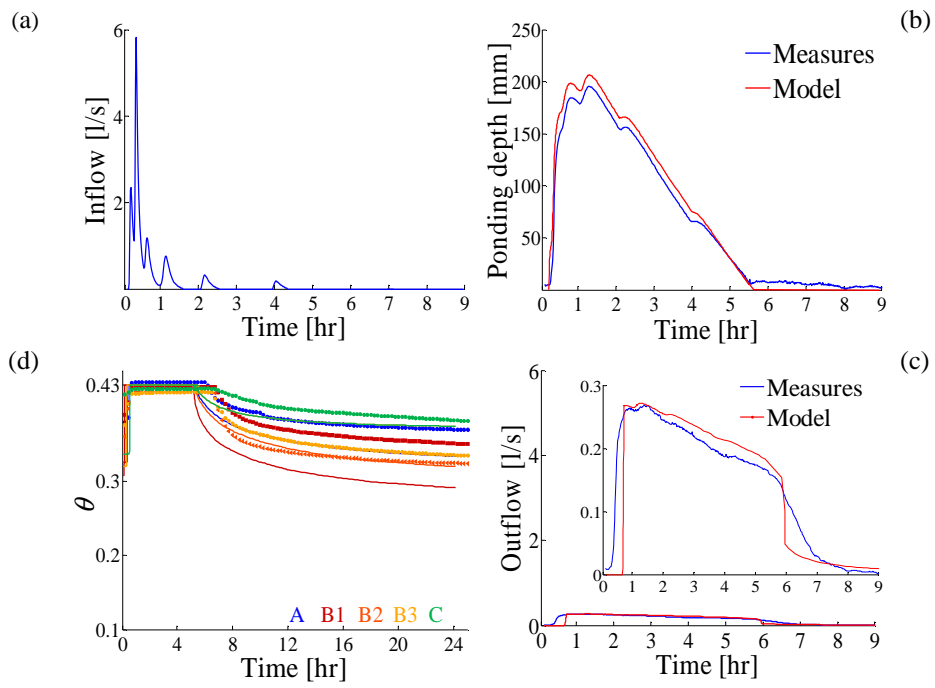 (a)
Inflow [l/s]
6
4
2
0 1 2 3 4 5 6 7 8 9
Time [hr]
(b)
Ponding depth [mm]
250
200
150
100
50
0 1 2 3 4 5 6 7 8 9
Time [hr]
Measures
Model
(d)
θ
0.43
0.3
0.2
0.1
0 4 8 12 16 20 24
Time [hr]
A B1 B2 B3 C
(c)
Outflow [l/s]
6
5
4
3
2
1
0
0 1 2 3 4 5 6 7 8 9
Time [hr]
0.3
0.2
0.1
0
0 1 2 3 4 5 6 7 8 9
Measures
Model